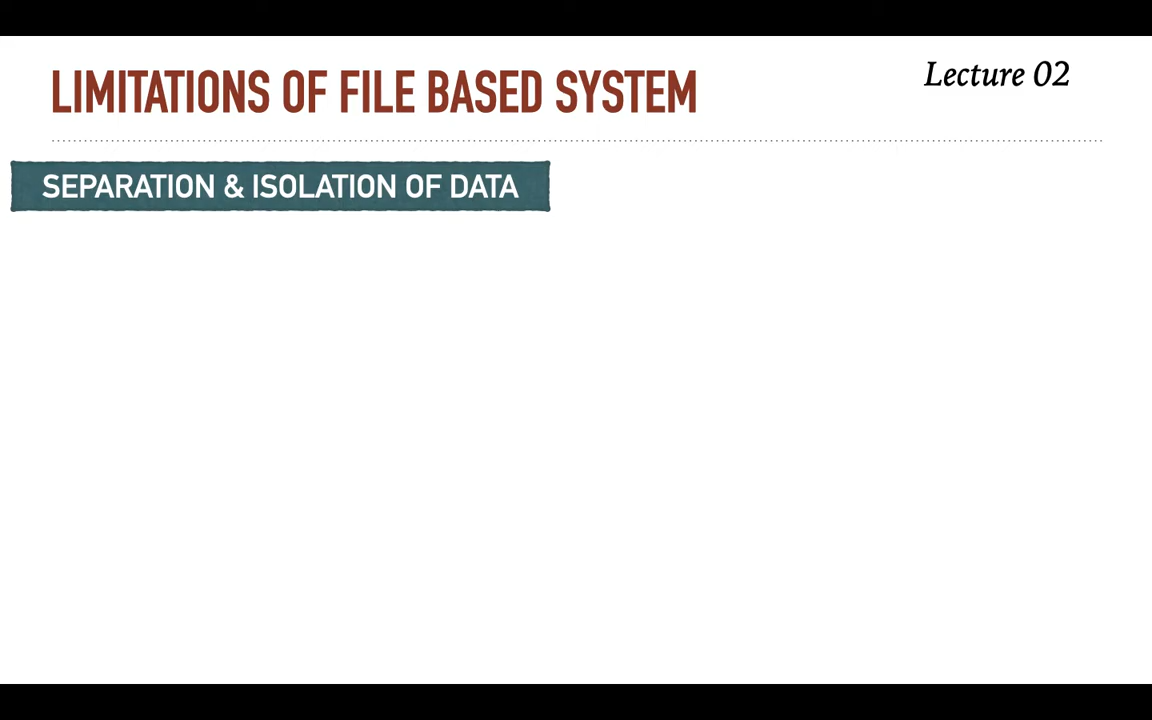 LIMITATIONS OF FILE BASED SYSTEM
Lecture 02
SEPARATION & ISOLATION OF DATA